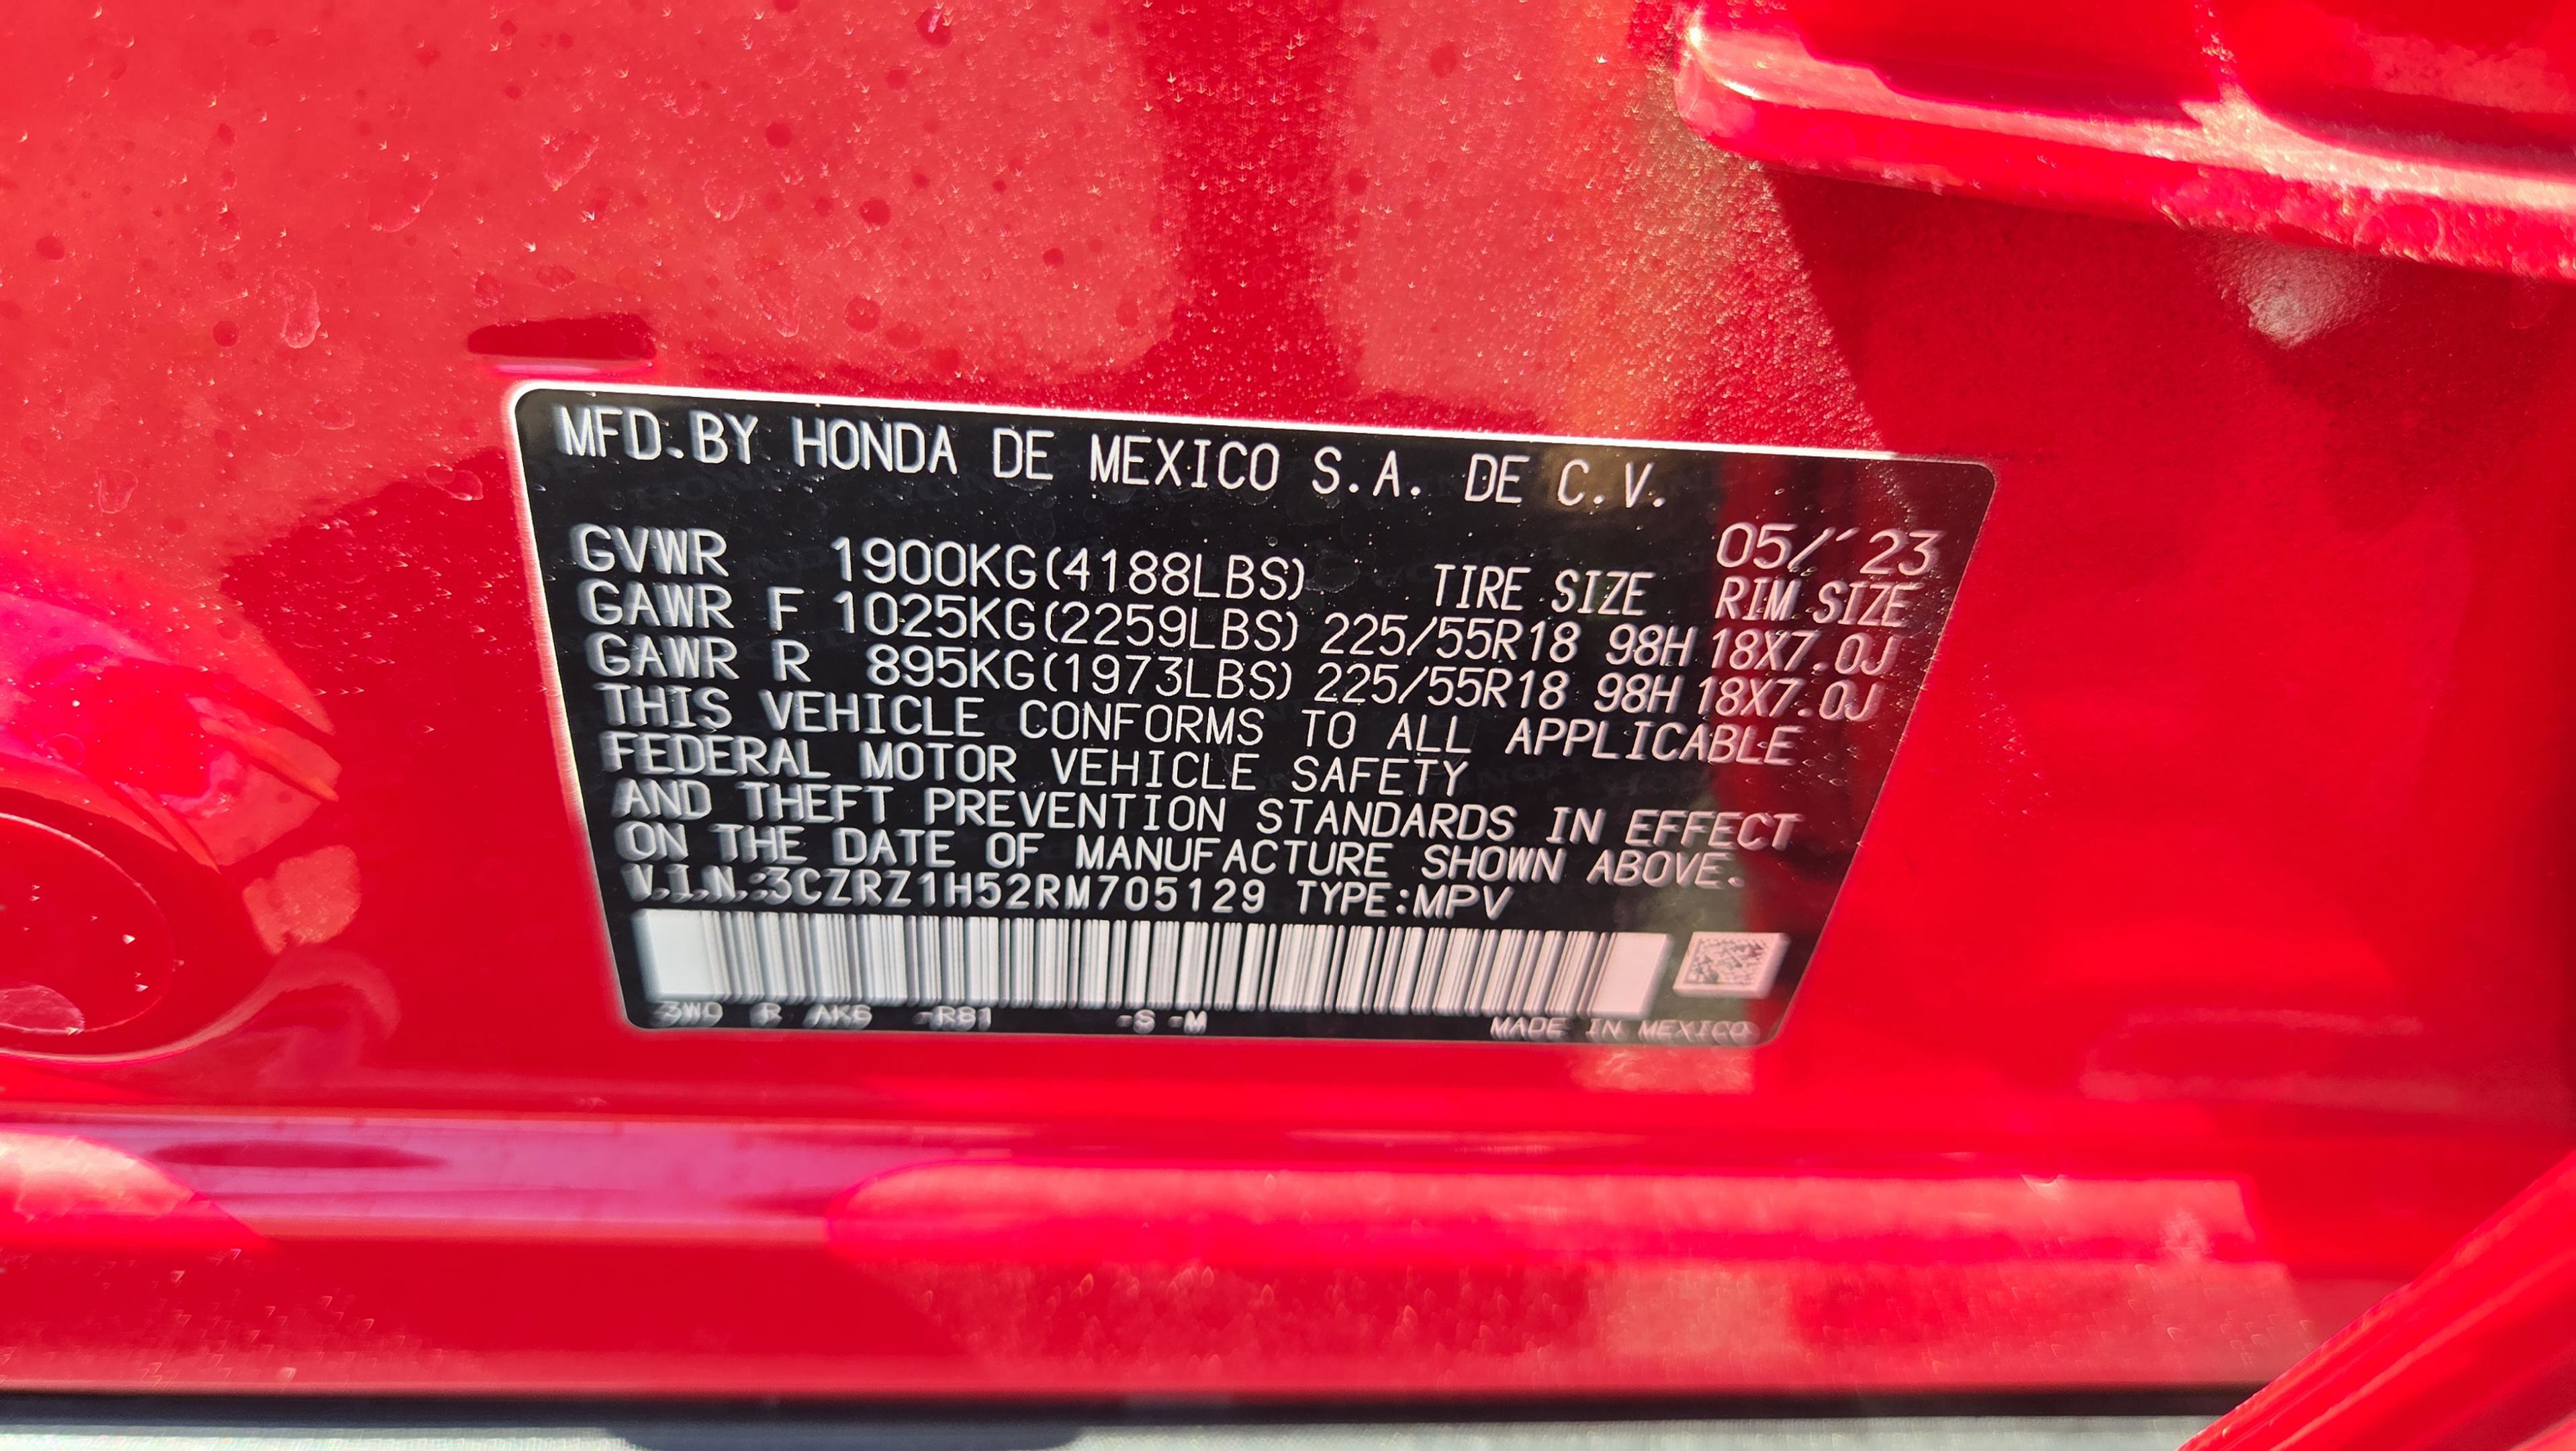 MFD.BY HONDA DE MEXICO S.A. DE C.V.
05/'23
GVWR 1900KG(4188LBS) TIRE SIZE RIM SIZE
GAWR F 1025KG(2259LBS) 225/55R18 98H 18X7.0J
GAWR R 895KG(1973LBS) 225/55R18 98H 18X7.0J
THIS VEHICLE CONFORMS TO ALL APPLICABLE
FEDERAL MOTOR VEHICLE SAFETY
AND THEFT PREVENTION STANDARDS IN EFFECT
ON THE DATE OF MANUFACTURE SHOWN ABOVE.
V.I.N.:3CZRZ1H52RM705129 TYPE:MPV
R AK6 -R81 -S -M MADE IN MEXICO